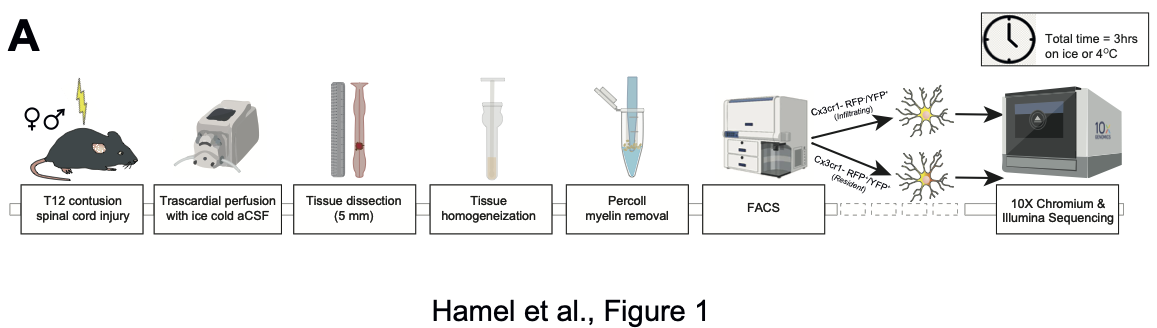 A
Total time = 3hrs
on ice or 4°C
♀♂
Cx3cr1- RFP⁻/YFP⁺
(Infiltrating)
Cx3cr1- RFP⁺/YFP⁺
(Resident)
10X
GENOMICS
T12 contusion
spinal cord injury
Trascardial perfusion
with ice cold aCSF
Tissue dissection
(5 mm)
Tissue
homogeneization
Percoll
myelin removal
FACS
10X Chromium &
Illumina Sequencing
Hamel et al., Figure 1